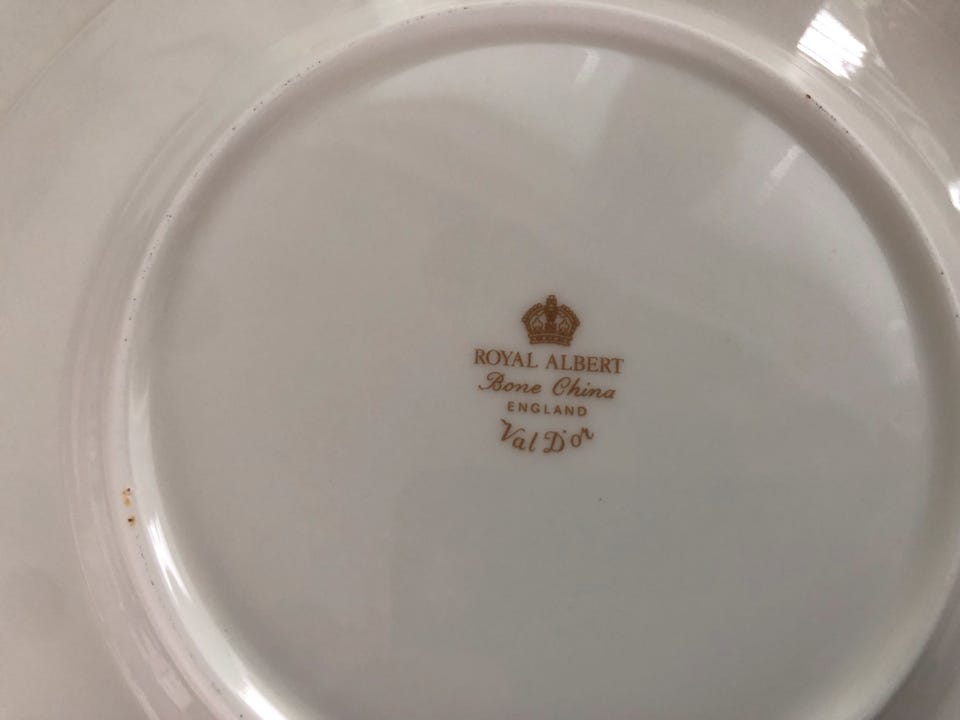 ROYAL ALBERT
Bone China
ENGLAND
Val D'or